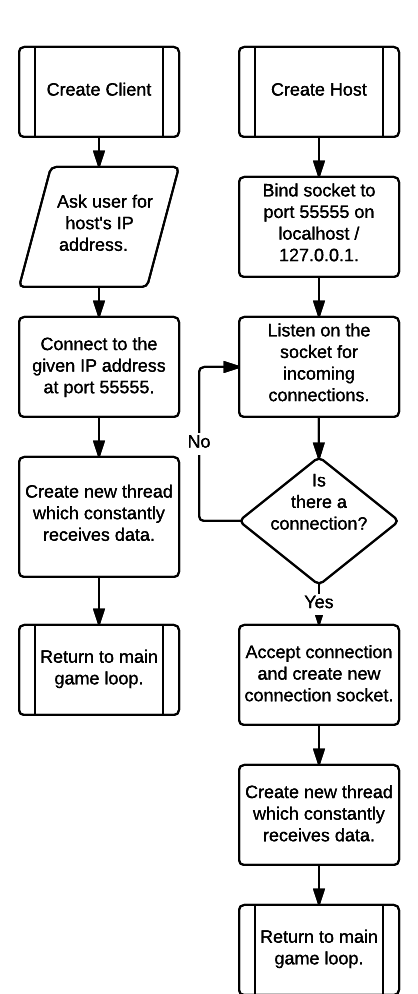 Create Client
Ask user for
host's IP
address.
Connect to the
given IP address
at port 55555.
Create new thread
which constantly
receives data.
Return to main
game loop.
Create Host
Bind socket to
port 55555 on
localhost /
127.0.0.1.
Listen on the
socket for
incoming
connections.
No
Is
there a
connection?
Yes
Accept connection
and create new
connection socket.
Create new thread
which constantly
receives data.
Return to main
game loop.